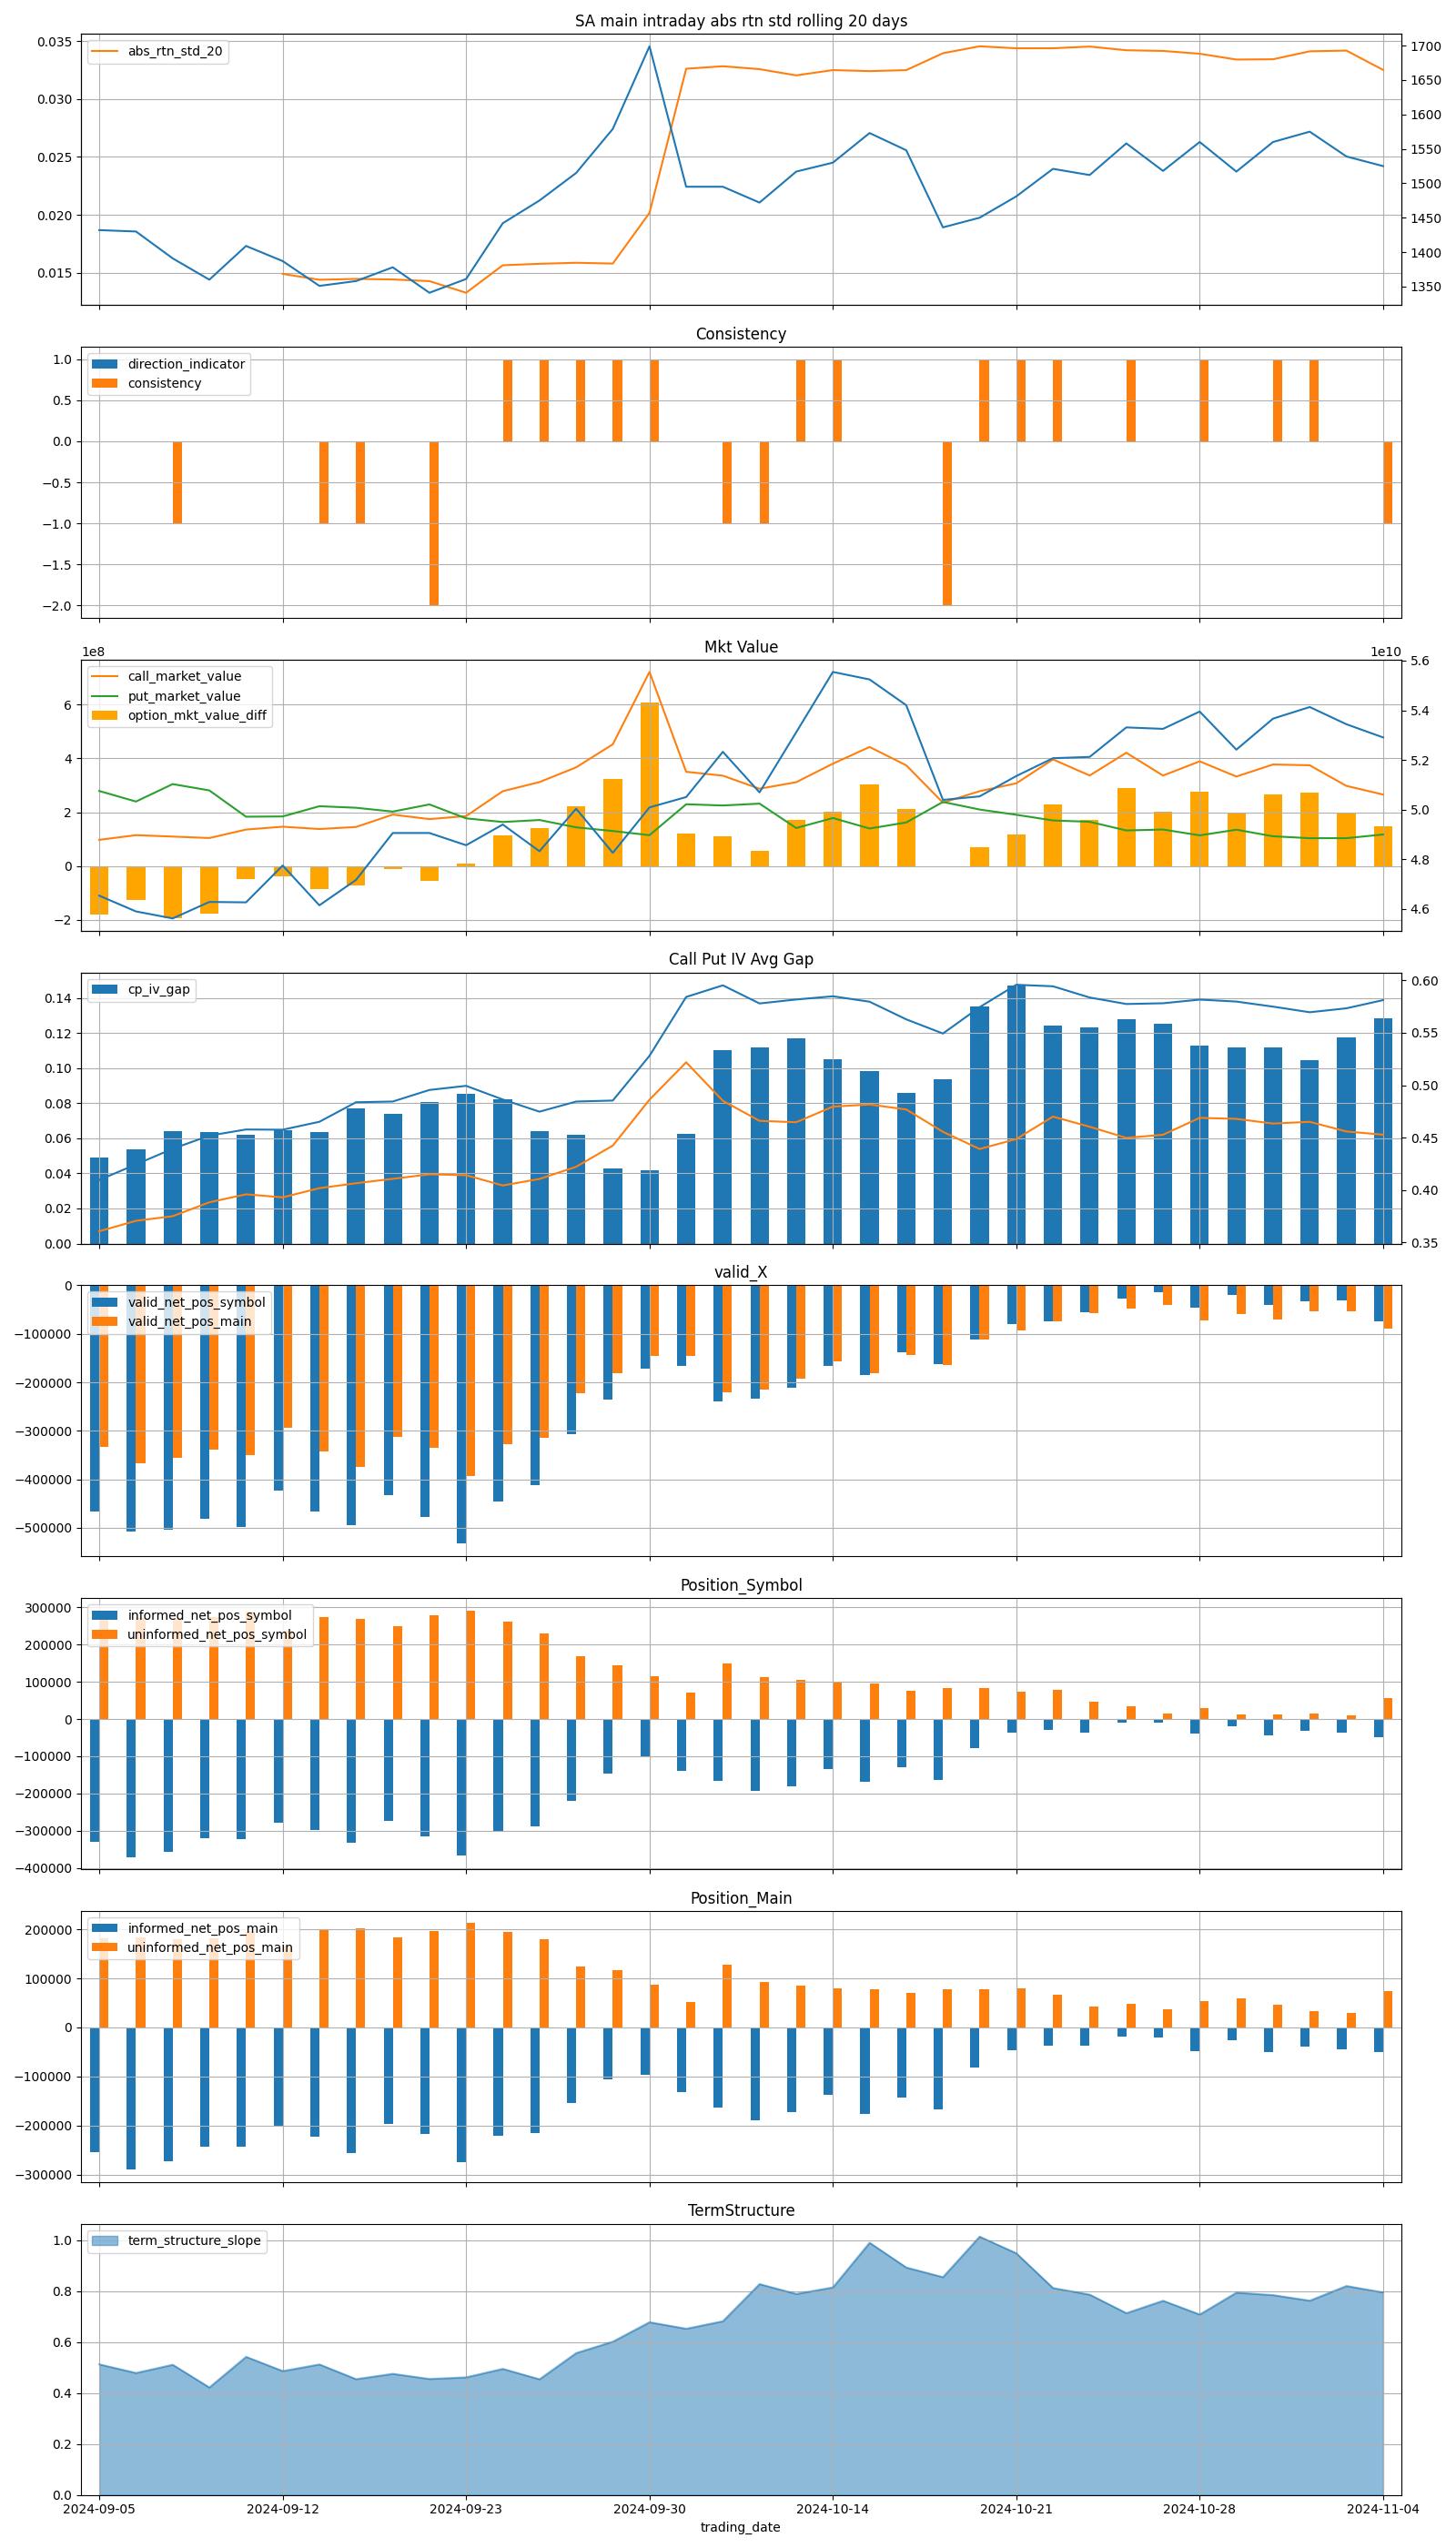 SA main intraday abs rtn std rolling 20 days
abs_rtn_std_20
0.035
0.030
0.025
0.020
0.015
1700
1650
1600
1550
1500
1450
1400
1350
Consistency
direction_indicator
consistency
1.0
0.5
0.0
−0.5
−1.0
−1.5
−2.0
Mkt Value
1e8
1e10
call_market_value
put_market_value
option_mkt_value_diff
6
4
2
0
−2
5.6
5.4
5.2
5.0
4.8
4.6
Call Put IV Avg Gap
cp_iv_gap
0.14
0.12
0.10
0.08
0.06
0.04
0.02
0.00
0.60
0.55
0.50
0.45
0.40
0.35
valid_X
valid_net_pos_symbol
valid_net_pos_main
0
−100000
−200000
−300000
−400000
−500000
Position_Symbol
informed_net_pos_symbol
uninformed_net_pos_symbol
300000
200000
100000
0
−100000
−200000
−300000
−400000
Position_Main
informed_net_pos_main
uninformed_net_pos_main
200000
100000
0
−100000
−200000
−300000
TermStructure
term_structure_slope
1.0
0.8
0.6
0.4
0.2
0.0
2024-09-05 2024-09-12 2024-09-23 2024-09-30 2024-10-14 2024-10-21 2024-10-28 2024-11-04
trading_date